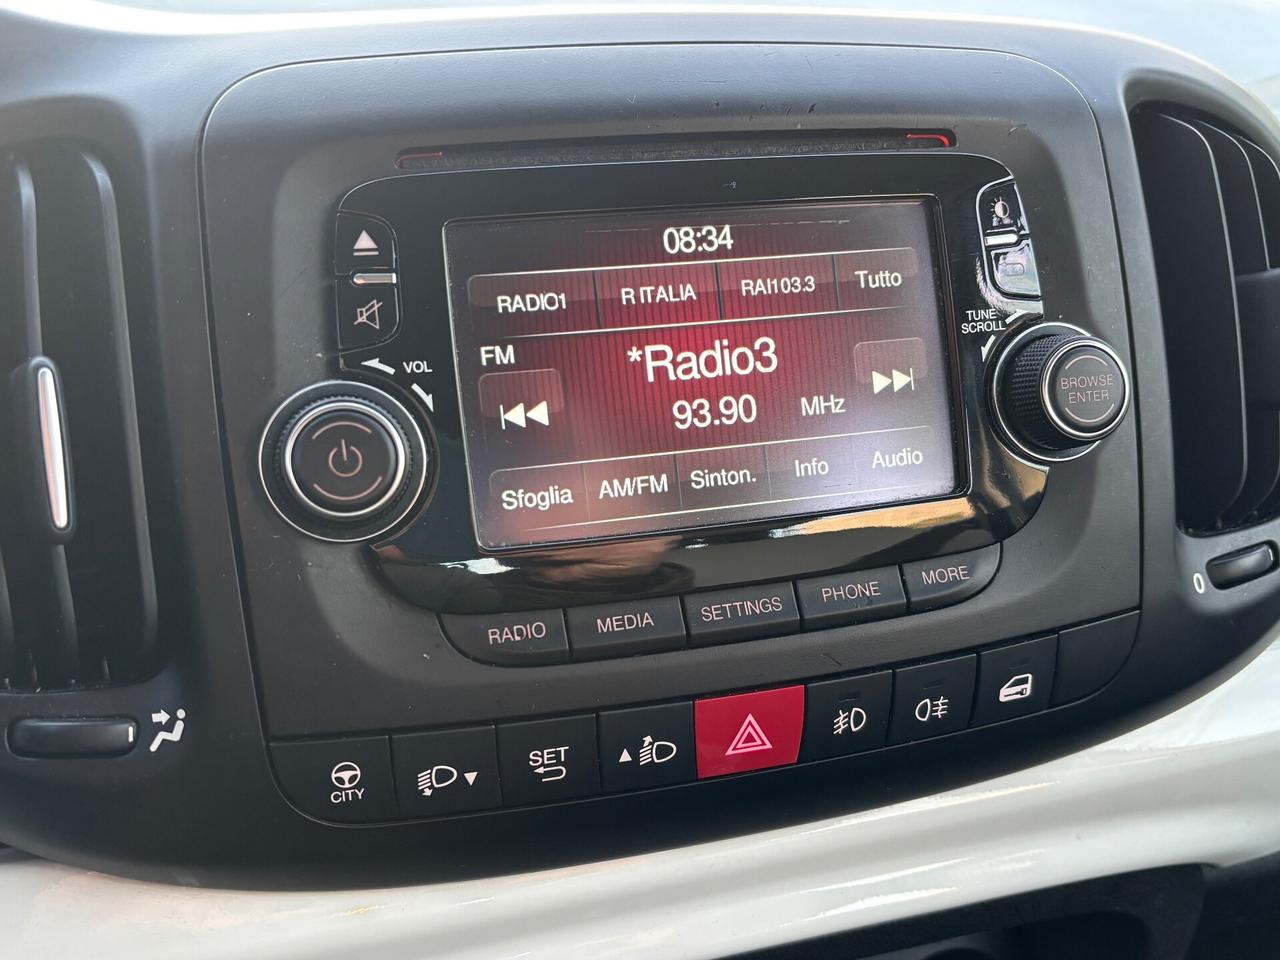 08:34
RADIO1 R ITALIA RAI103.3 Tutto
FM *Radio3
93.90 MHz
Sfoglia AM/FM Sinton. Info Audio
VOL
TUNE
SCROLL
BROWSE
ENTER
RADIO MEDIA SETTINGS PHONE MORE
0
CITY
SET